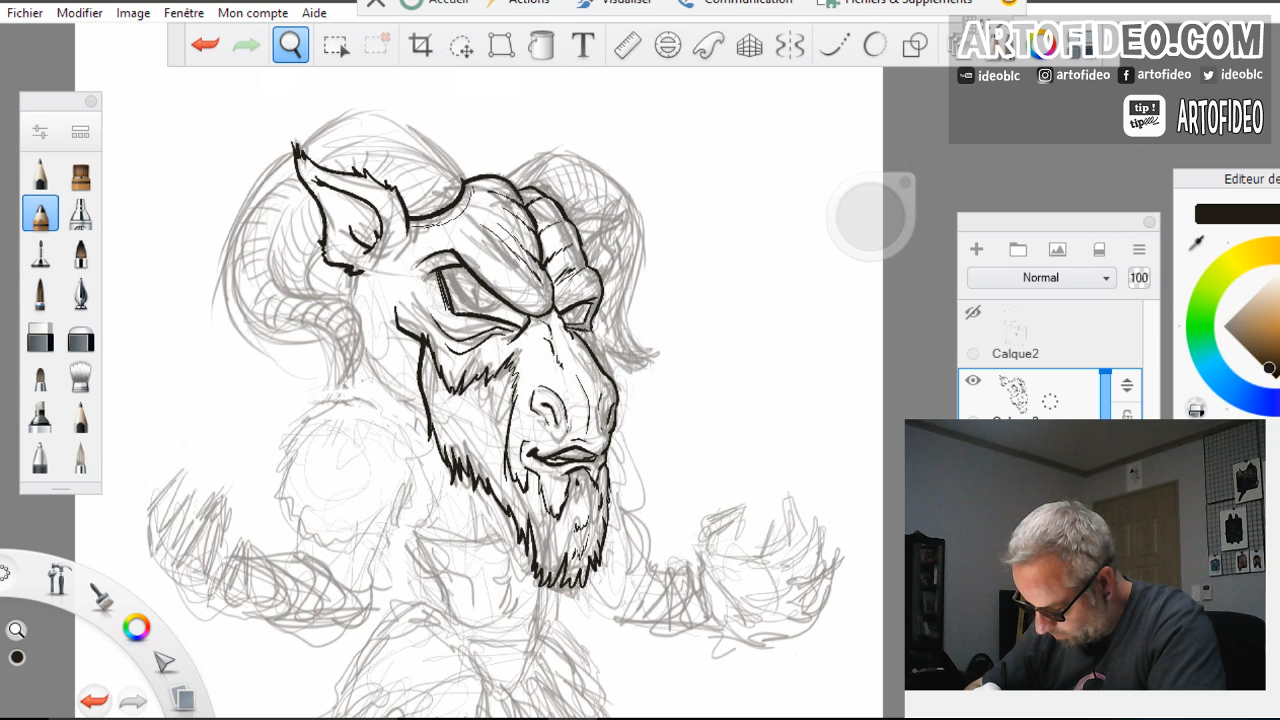 Fichier Modifier Image Fenêtre Mon compte Aide
Accueil Actions Visualiser Communication Fichiers & Suppléments
ARTOFIDEO.COM
ideoblc artofideo artofideo ideoblc
tip !
tip
ARTOFIDEO
Editeur de
Normal 100
Calque2